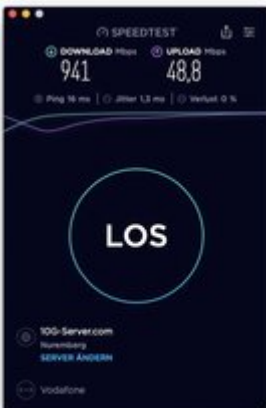 SPEEDTEST
DOWNLOAD Mbps UPLOAD Mbps
941 48,8
Ping 16 ms Jitter 1,3 ms Verlust 0 %
LOS
10G-Server.com
Nuremberg
SERVER ÄNDERN
Vodafone